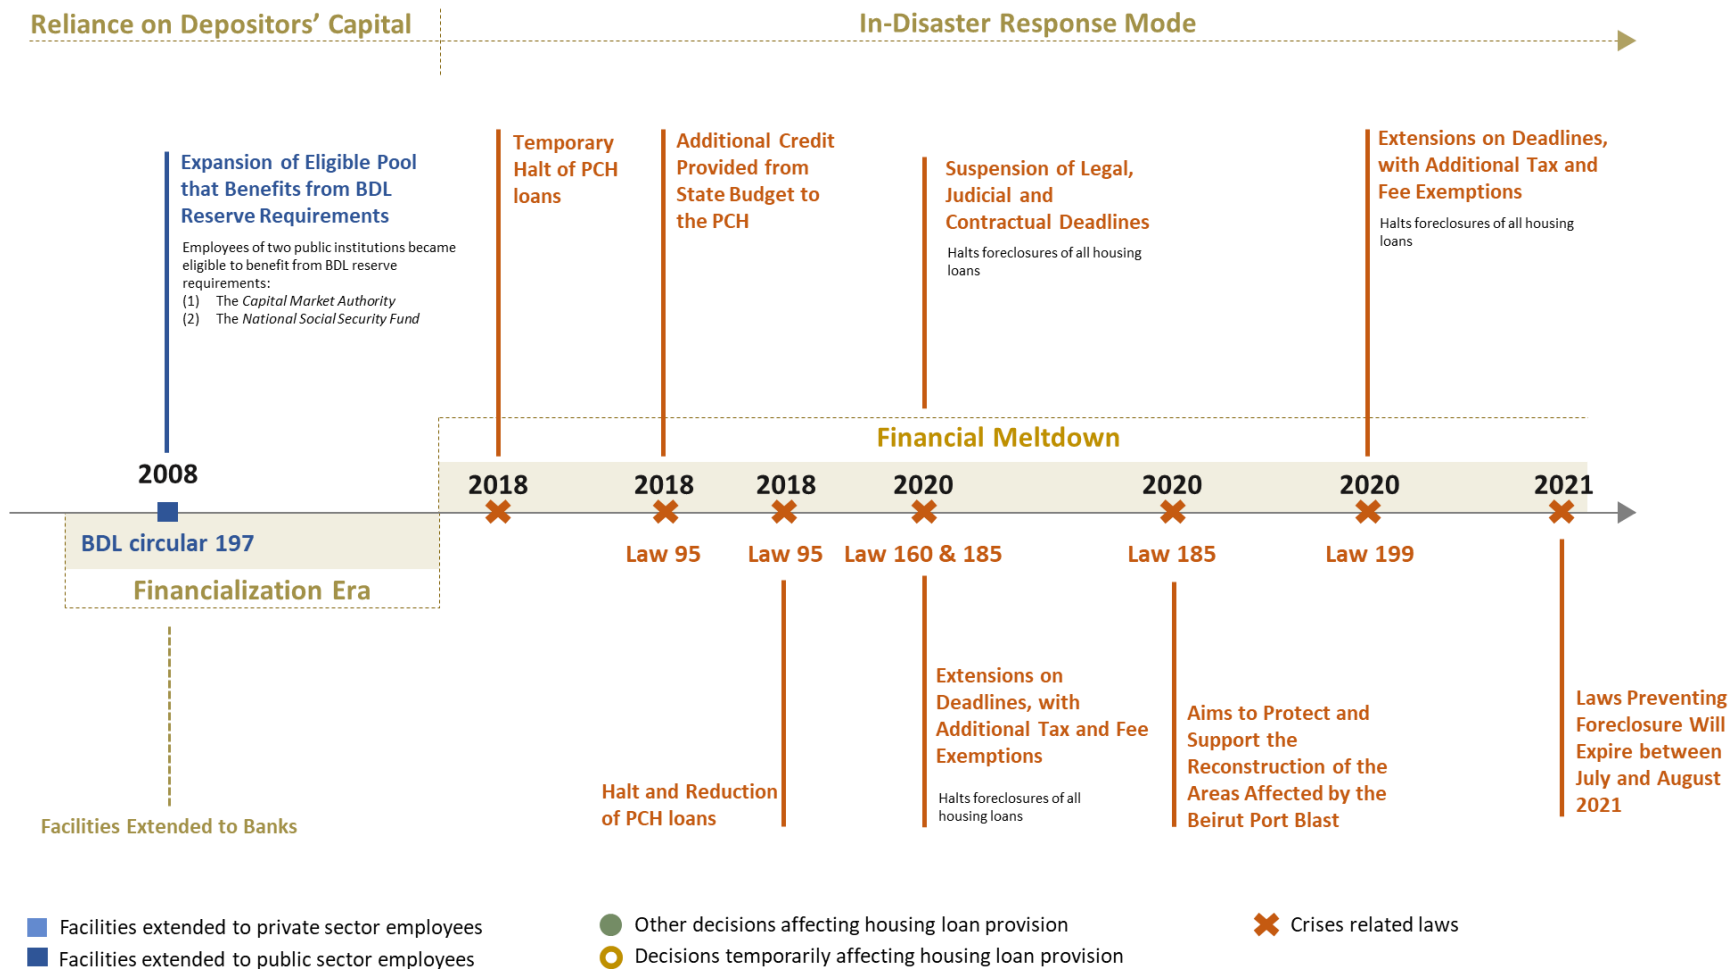 Reliance on Depositors’ Capital
In-Disaster Response Mode
Expansion of Eligible Pool
that Benefits from BDL
Reserve Requirements
Employees of two public institutions became
eligible to benefit from BDL reserve
requirements:
(1) The Capital Market Authority
(2) The National Social Security Fund
Temporary
Halt of PCH
loans
Additional Credit
Provided from
State Budget to
the PCH
Suspension of Legal,
Judicial and
Contractual Deadlines
Halts foreclosures of all housing
loans
Extensions on Deadlines,
with Additional Tax and
Fee Exemptions
Halts foreclosures of all housing
loans
Financial Meltdown
2008
2018
2018
2018
2020
2020
2020
2021
BDL circular 197
Law 95
Law 95
Law 160 & 185
Law 185
Law 199
Financialization Era
Facilities Extended to Banks
Halt and Reduction
of PCH loans
Extensions on
Deadlines, with
Additional Tax and Fee
Exemptions
Halts foreclosures of all
housing loans
Aims to Protect and
Support the
Reconstruction of the
Areas Affected by the
Beirut Port Blast
Laws Preventing
Foreclosure Will
Expire between
July and August
2021
Facilities extended to private sector employees
Facilities extended to public sector employees
Other decisions affecting housing loan provision
Decisions temporarily affecting housing loan provision
Crises related laws